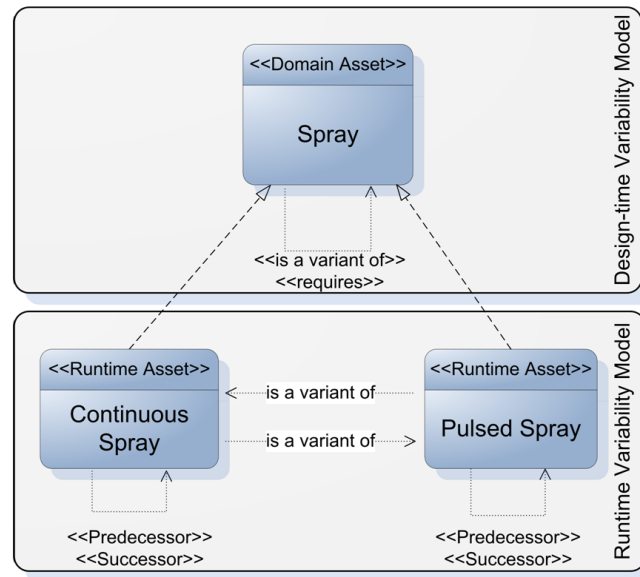 <<Domain Asset>>
Spray
<<is a variant of>>
<<requires>>
Design-time Variability Model
<<Runtime Asset>>
Continuous
Spray
is a variant of
is a variant of
<<Runtime Asset>>
Pulsed Spray
<<Predecessor>>
<<Successor>>
<<Predecessor>>
<<Successor>>
Runtime Variability Model